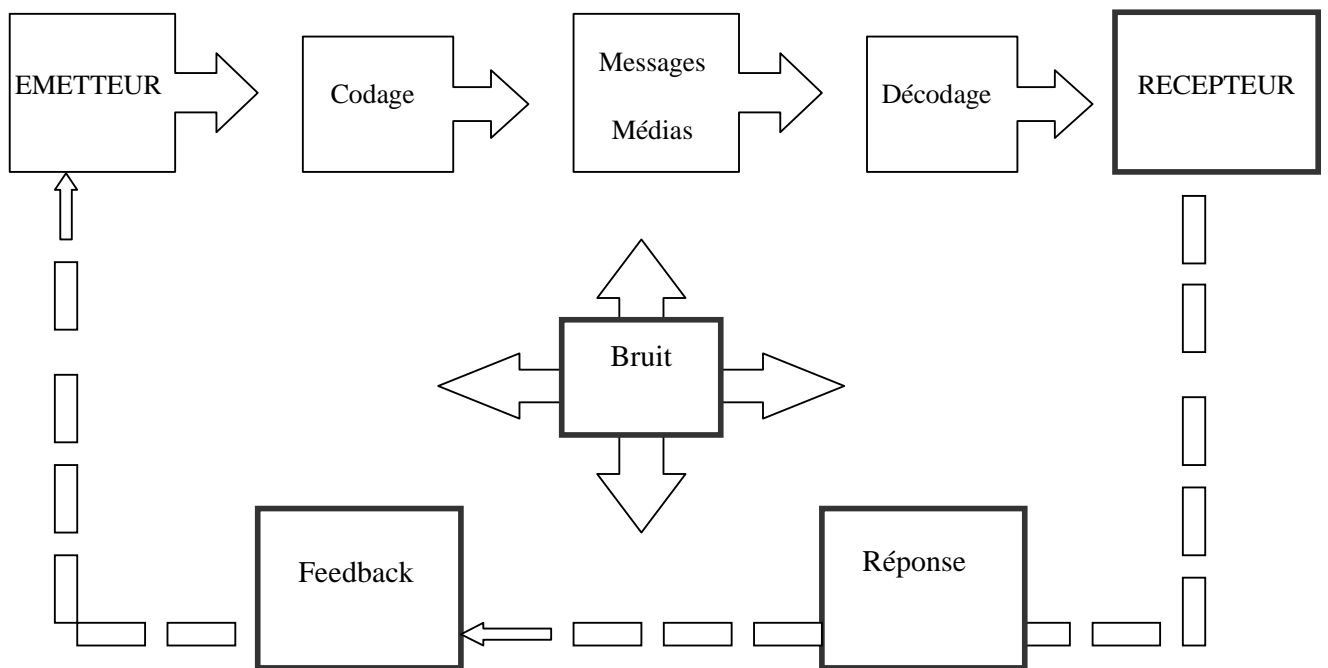 EMETTEUR
Codage
Messages
Médias
Décodage
RECEPTEUR
Bruit
Feedback
Réponse